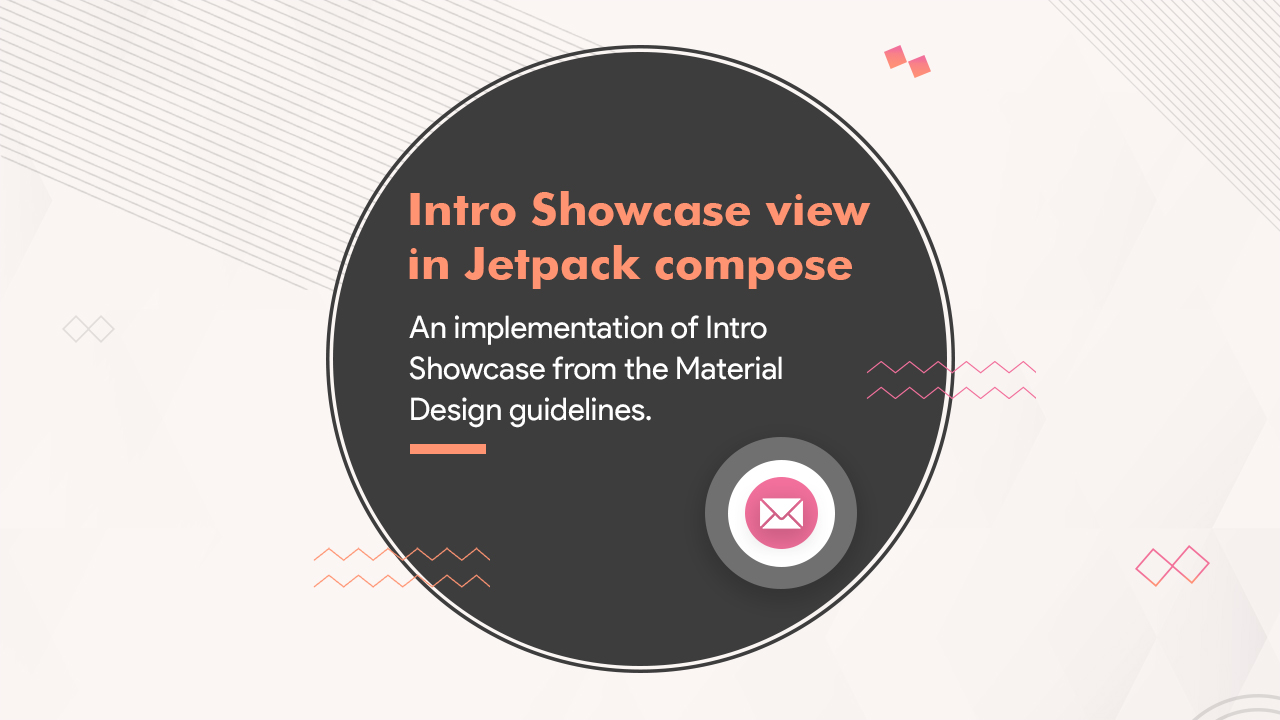 Intro Showcase view
in Jetpack compose
An implementation of Intro
Showcase from the Material
Design guidelines.